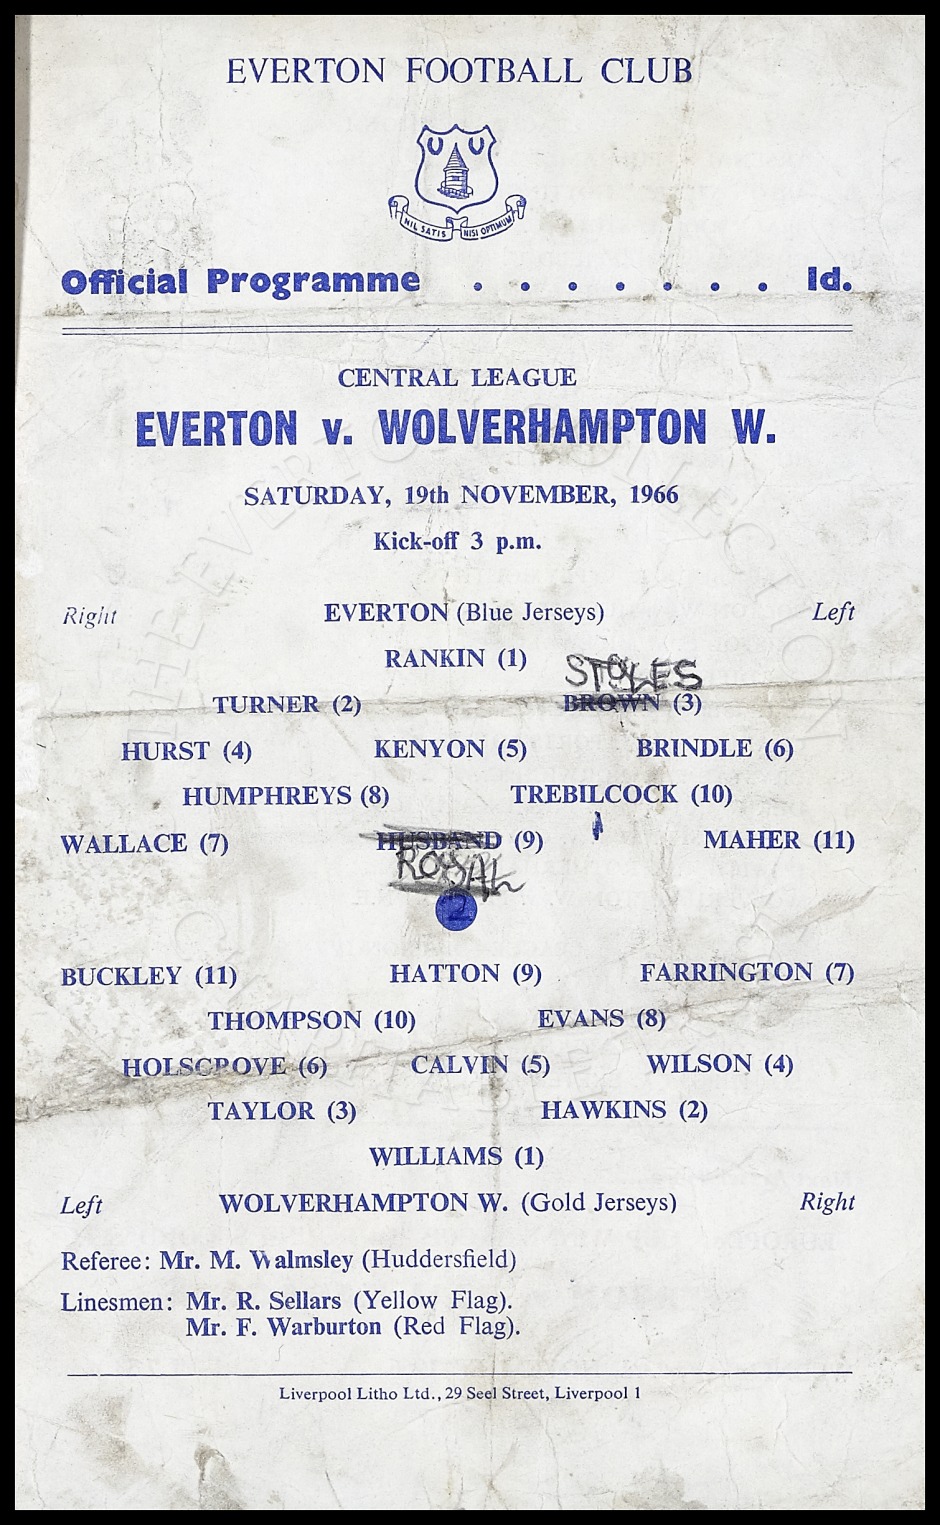 EVERTON FOOTBALL CLUB
NIL SATIS NISI OPTIMUM
Official Programme . . . . . . . 1d.
CENTRAL LEAGUE
EVERTON v. WOLVERHAMPTON W.
SATURDAY, 19th NOVEMBER, 1966
Kick-off 3 p.m.
Right EVERTON (Blue Jerseys) Left
RANKIN (1)
STYLES
TURNER (2) BROWN (3)
HURST (4) KENYON (5) BRINDLE (6)
HUMPHREYS (8) TREBILCOCK (10)
WALLACE (7) HUSBAND (9) MAHER (11)
ROYAL
2
BUCKLEY (11) HATTON (9) FARRINGTON (7)
THOMPSON (10) EVANS (8)
HOLSGROVE (6) CALVIN (5) WILSON (4)
TAYLOR (3) HAWKINS (2)
WILLIAMS (1)
Left WOLVERHAMPTON W. (Gold Jerseys) Right
Referee: Mr. M. Walmsley (Huddersfield)
Linesmen: Mr. R. Sellars (Yellow Flag).
Mr. F. Warburton (Red Flag).
Liverpool Litho Ltd., 29 Seel Street, Liverpool 1
THE EVERTON COLLECTION